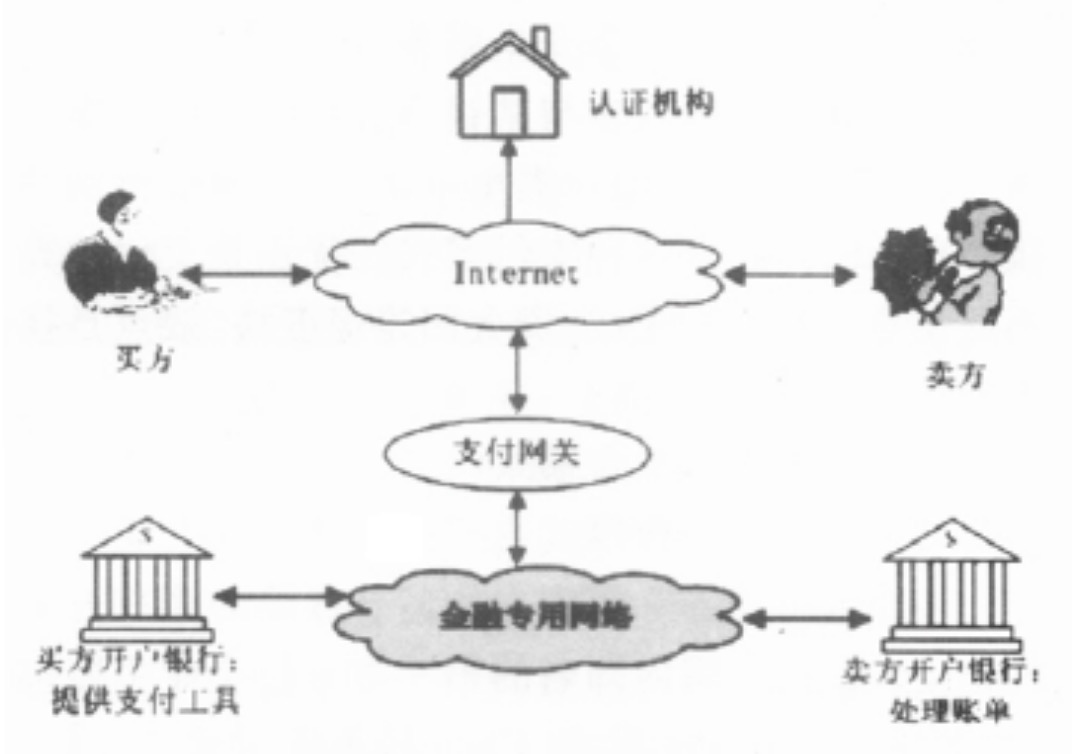 认证机构
Internet
买方
卖方
支付网关
金融专用网络
买方开户银行：
提供支付工具
卖方开户银行：
处理账单